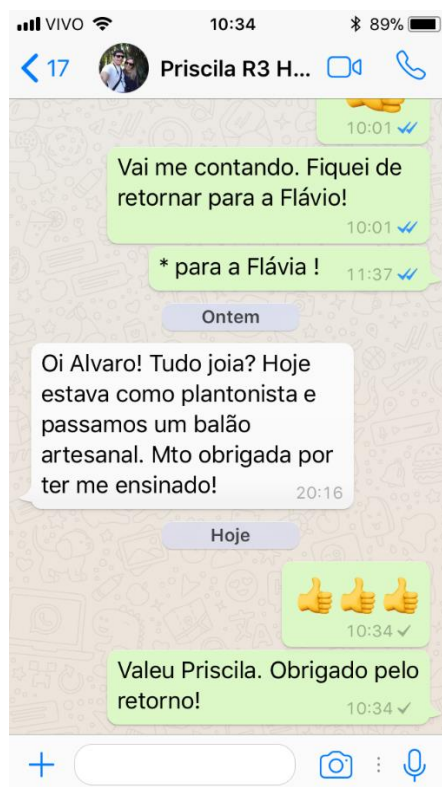 VIVO 10:34 89%
17 Priscila R3 H...
10:01
Vai me contando. Fiquei de
retornar para a Flávio!
10:01
* para a Flávia ! 11:37
Ontem
Oi Alvaro! Tudo joia? Hoje
estava como plantonista e
passamos um balão
artesanal. Mto obrigada por
ter me ensinado! 20:16
Hoje
10:34
Valeu Priscila. Obrigado pelo
retorno! 10:34